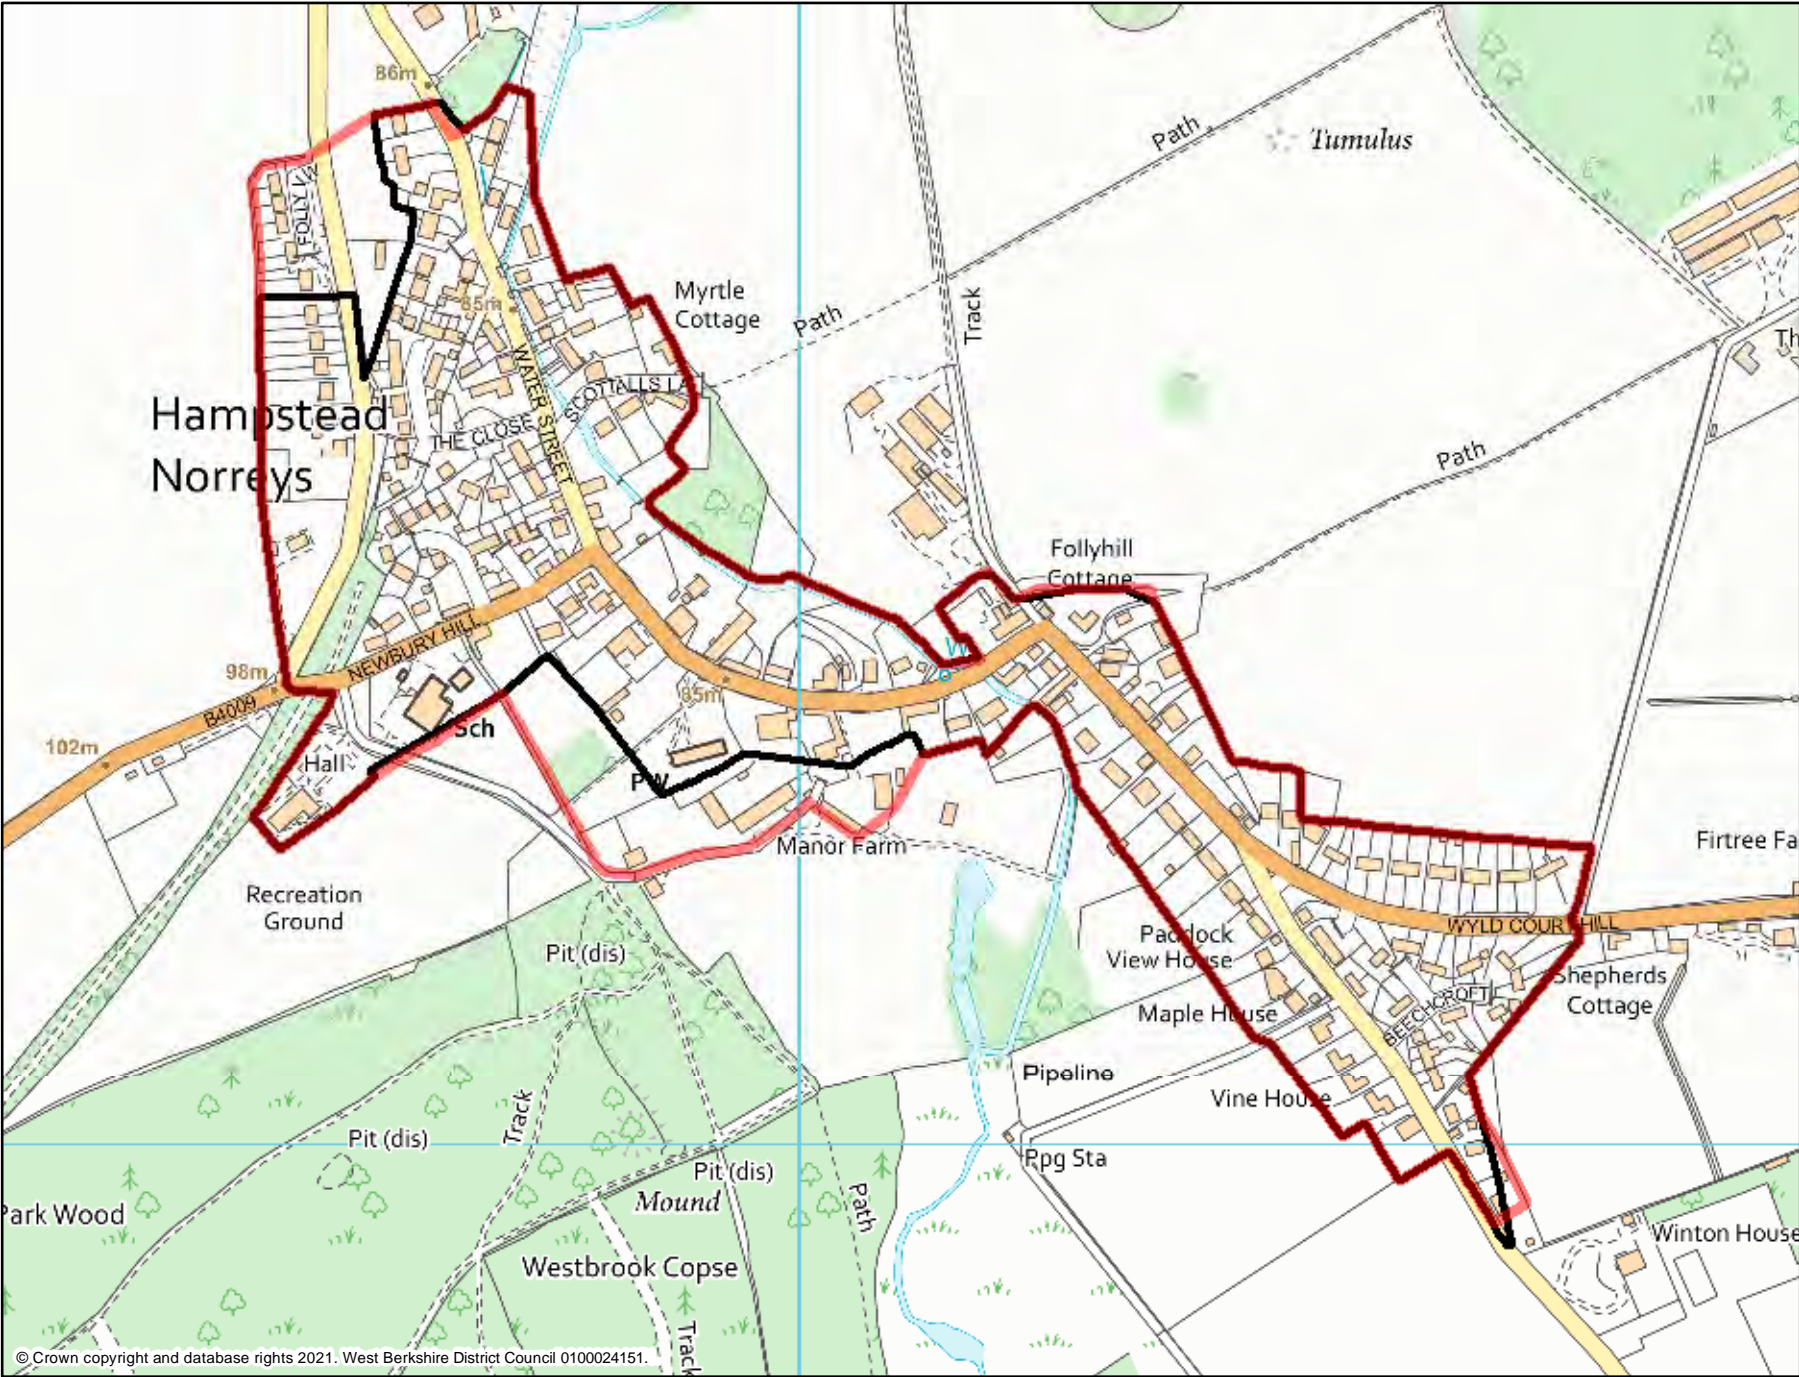 86m
Path
Tumulus
FOLLY
Myrtle
Cottage
85m
Path
Track
Th
WATER STREET
SCOTTALLS LA
Hampstead
Norreys
THE CLOSE
Path
Follyhill
Cottage
NEWBURY HILL
W
98m
B4009
85m
102m
Sch
Hall
PW
Manor Farm
Firtree Fa
Recreation
Ground
WYLD COURT HILL
Pit (dis)
Paddock
View House
Shepherds
Cottage
BEECHCROFT
Maple House
Pipeline
Vine House
Track
Pit (dis)
Ppg Sta
Pit (dis)
Mound
Path
Park Wood
Winton House
Westbrook Copse
Track
© Crown copyright and database rights 2021. West Berkshire District Council 0100024151.